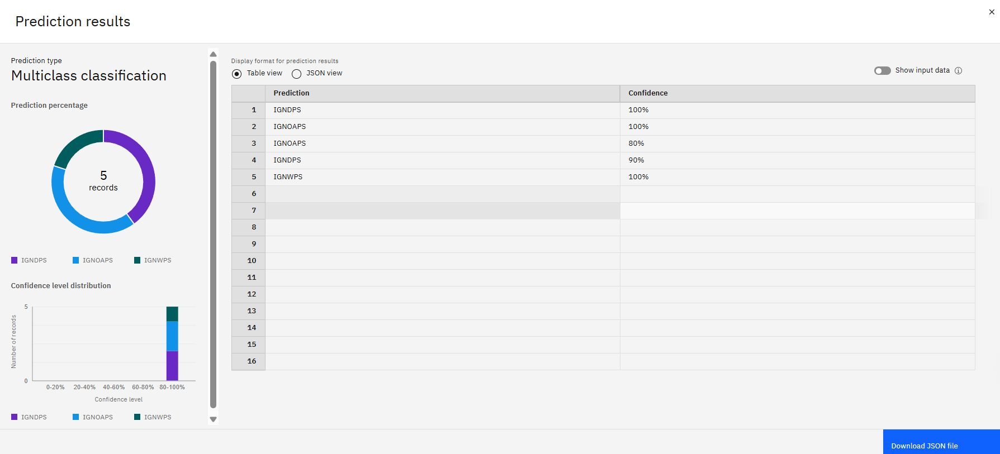 Prediction results
Prediction type
Multiclass classification
Prediction percentage
5
records
IGNDPS IGNOAPS IGNWPS
Confidence level distribution
5
Number of records
0
0-20% 20-40% 40-60% 60-80% 80-100%
Confidence level
IGNDPS IGNOAPS IGNWPS
Display format for prediction results
Table view JSON view
Show input data
Prediction Confidence
1 IGNDPS 100%
2 IGNOAPS 100%
3 IGNOAPS 80%
4 IGNDPS 90%
5 IGNWPS 100%
6
7
8
9
10
11
12
13
14
15
16
Download JSON file